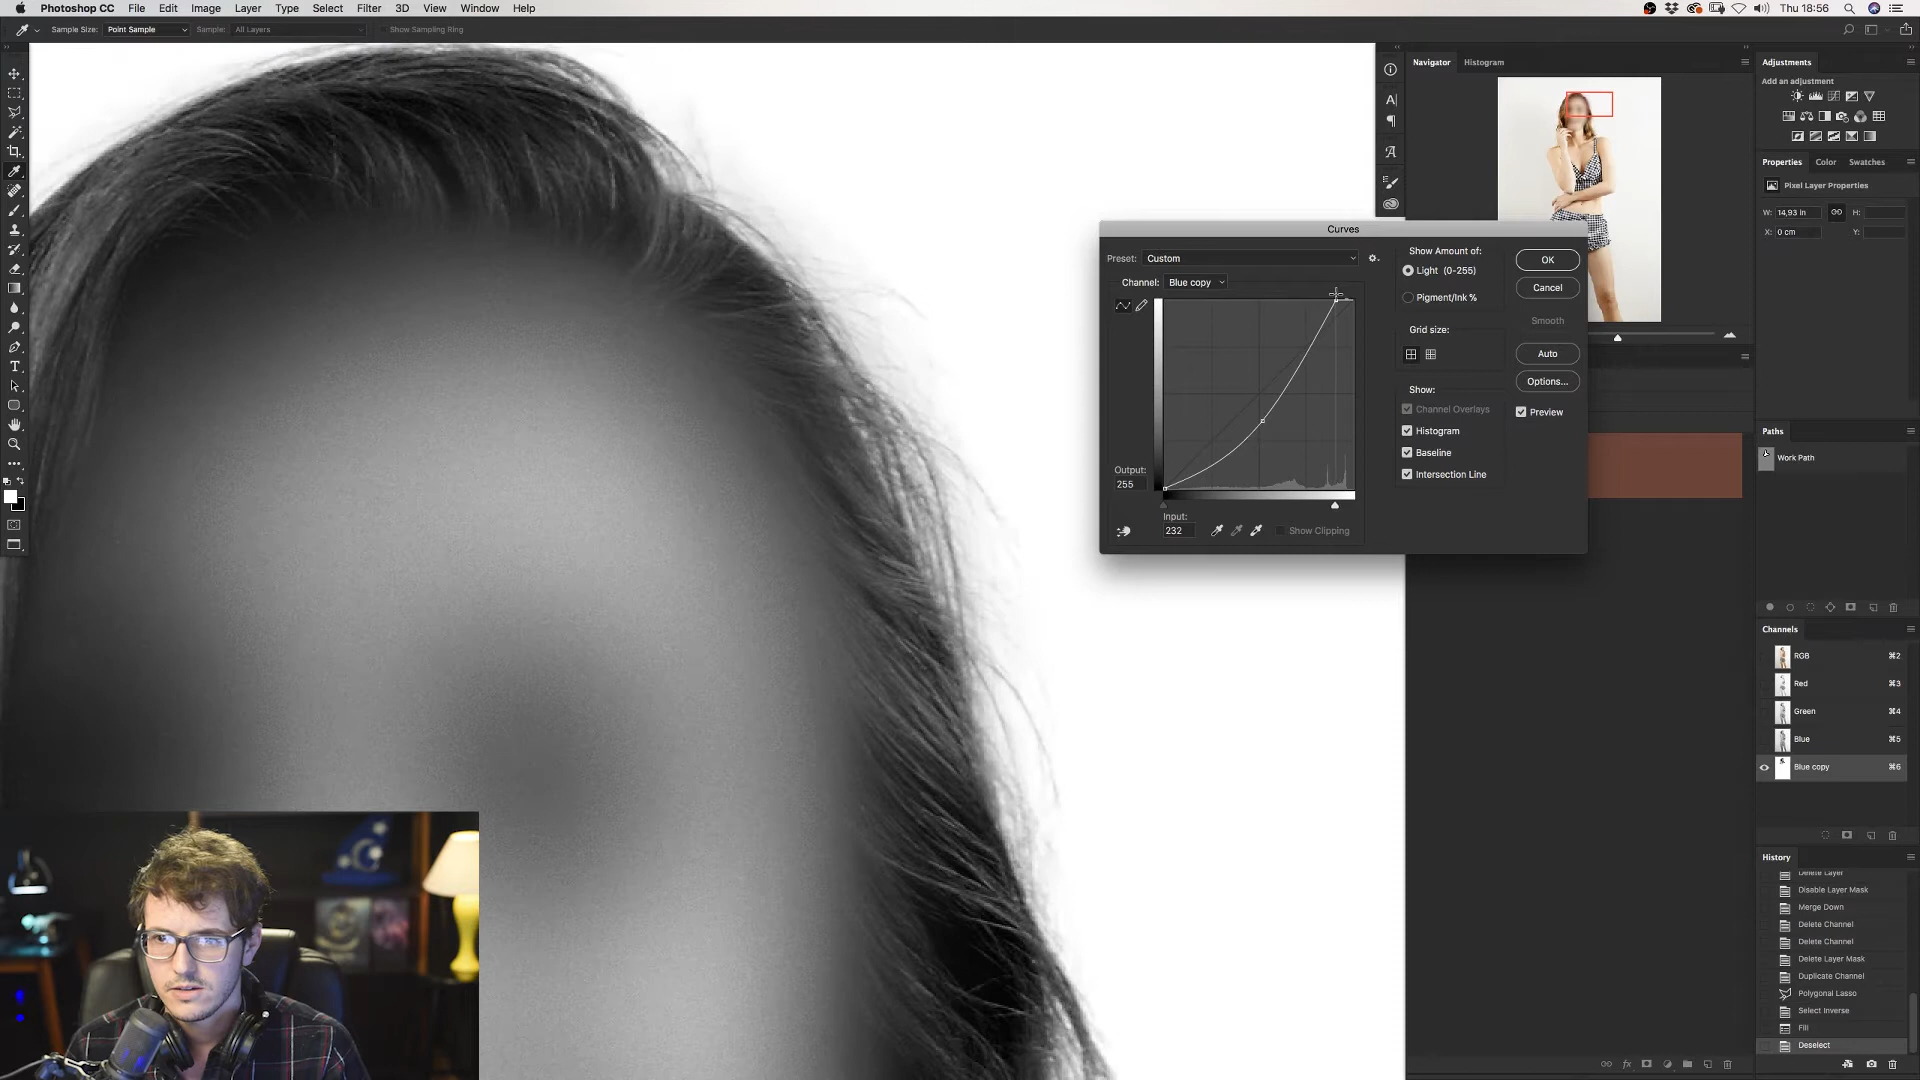 Photoshop CC File Edit Image Layer Type Select Filter 3D View Window Help Thu 18:56
Sample Size: Point Sample Sample: All Layers Show Sampling Ring
Navigator Histogram
Adjustments
Add an adjustment
Properties Color Swatches
Pixel Layer Properties
W: 14,93 in H:
X: 0 cm Y:
Curves
Preset: Custom
Channel: Blue copy
Output:
255
Input:
232
Show Clipping
Show Amount of:
Light (0-255)
Pigment/Ink %
Grid size:
Show:
Channel Overlays
Histogram
Baseline
Intersection Line
OK
Cancel
Smooth
Auto
Options...
Preview
Paths
Work Path
Channels
RGB ⌘2
Red ⌘3
Green ⌘4
Blue ⌘5
Blue copy ⌘6
History
Delete Layer
Disable Layer Mask
Merge Down
Delete Channel
Delete Channel
Delete Layer Mask
Duplicate Channel
Polygonal Lasso
Select Inverse
Fill
Deselect